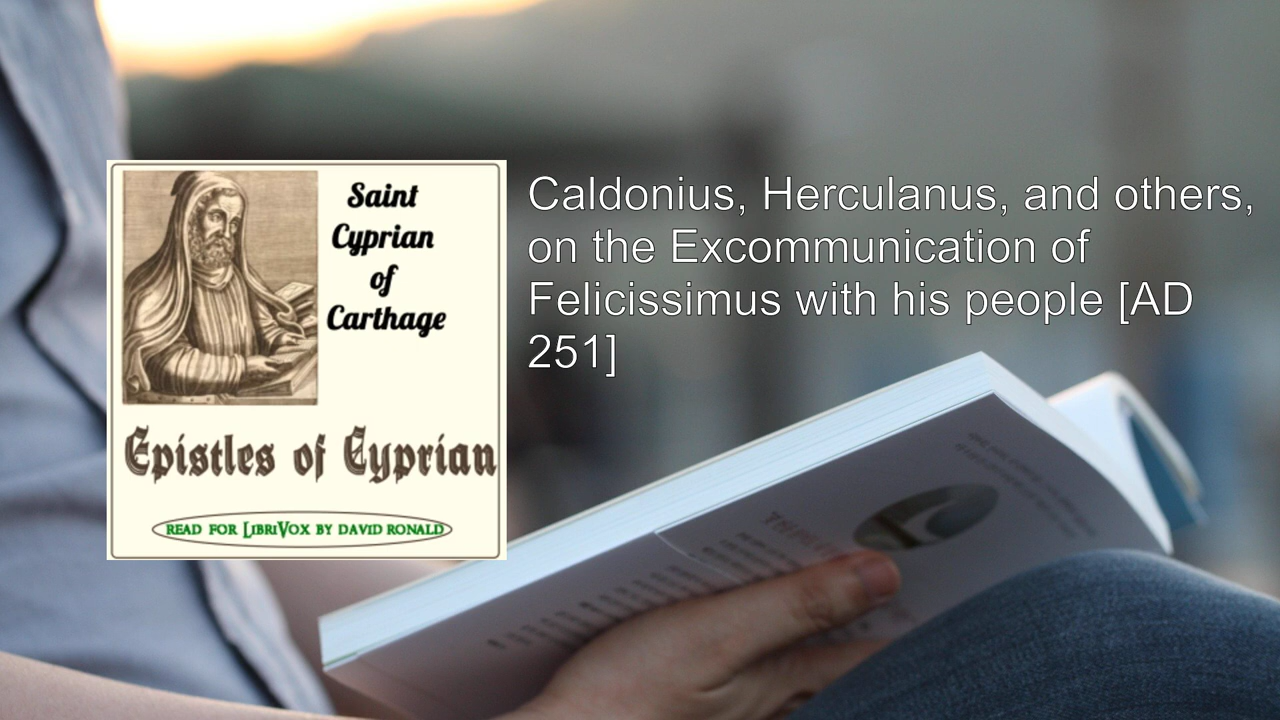 Saint
Cyprian
of
Carthage
Epistles of Cyprian
READ FOR LIBRIVOX BY DAVID RONALD
Caldonius, Herculanus, and others,
on the Excommunication of
Felicissimus with his people [AD
251]